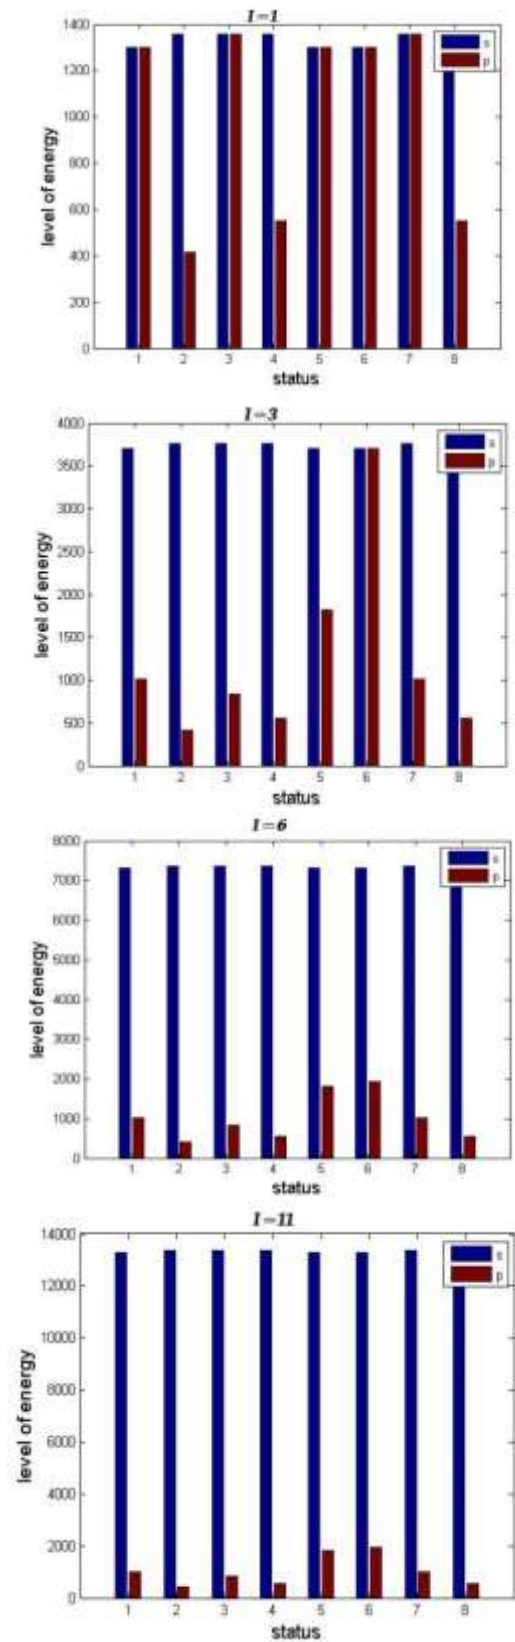 I=1
1400
1200
1000
800
600
400
200
0
level of energy
s
p
1 2 3 4 5 6 7 8
status
I=3
4000
3500
3000
2500
2000
1500
1000
500
0
level of energy
s
p
1 2 3 4 5 6 7 8
status
I=6
8000
7000
6000
5000
4000
3000
2000
1000
0
level of energy
s
p
1 2 3 4 5 6 7 8
status
I=11
14000
12000
10000
8000
6000
4000
2000
0
level of energy
s
p
1 2 3 4 5 6 7 8
status